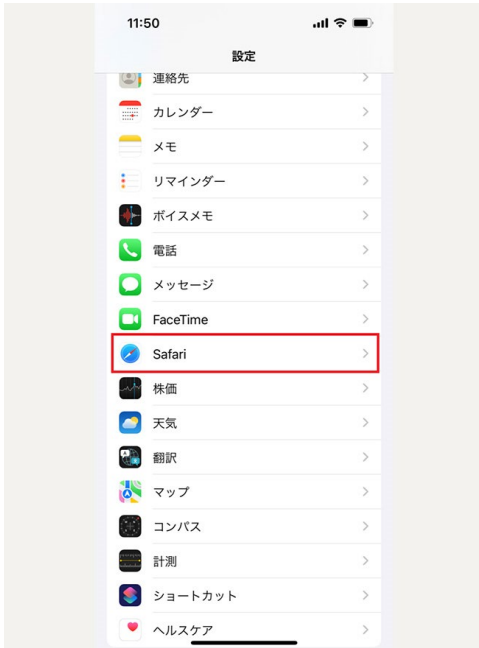 11:50
設定
連絡先
カレンダー
メモ
リマインダー
ボイスメモ
電話
メッセージ
FaceTime
Safari
株価
天気
翻訳
マップ
コンパス
計測
ショートカット
ヘルスケア